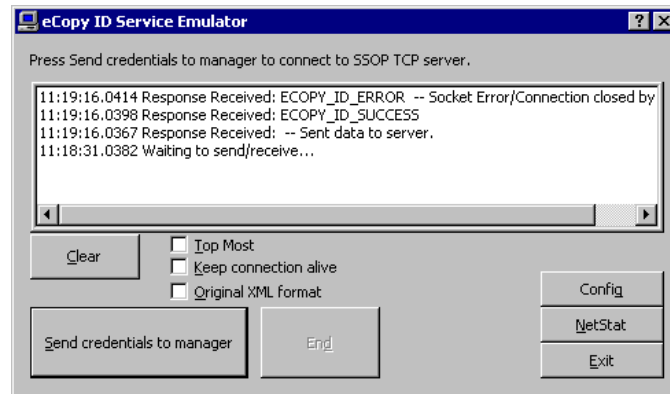 eCopy ID Service Emulator
Press Send credentials to manager to connect to SSOP TCP server.
11:19:16.0414 Response Received: ECOPY_ID_ERROR -- Socket Error/Connection closed by
11:19:16.0398 Response Received: ECOPY_ID_SUCCESS
11:19:16.0367 Response Received: -- Sent data to server.
11:18:31.0382 Waiting to send/receive...
Clear
Top Most
Keep connection alive
Original XML format
Config
Send credentials to manager
End
NetStat
Exit